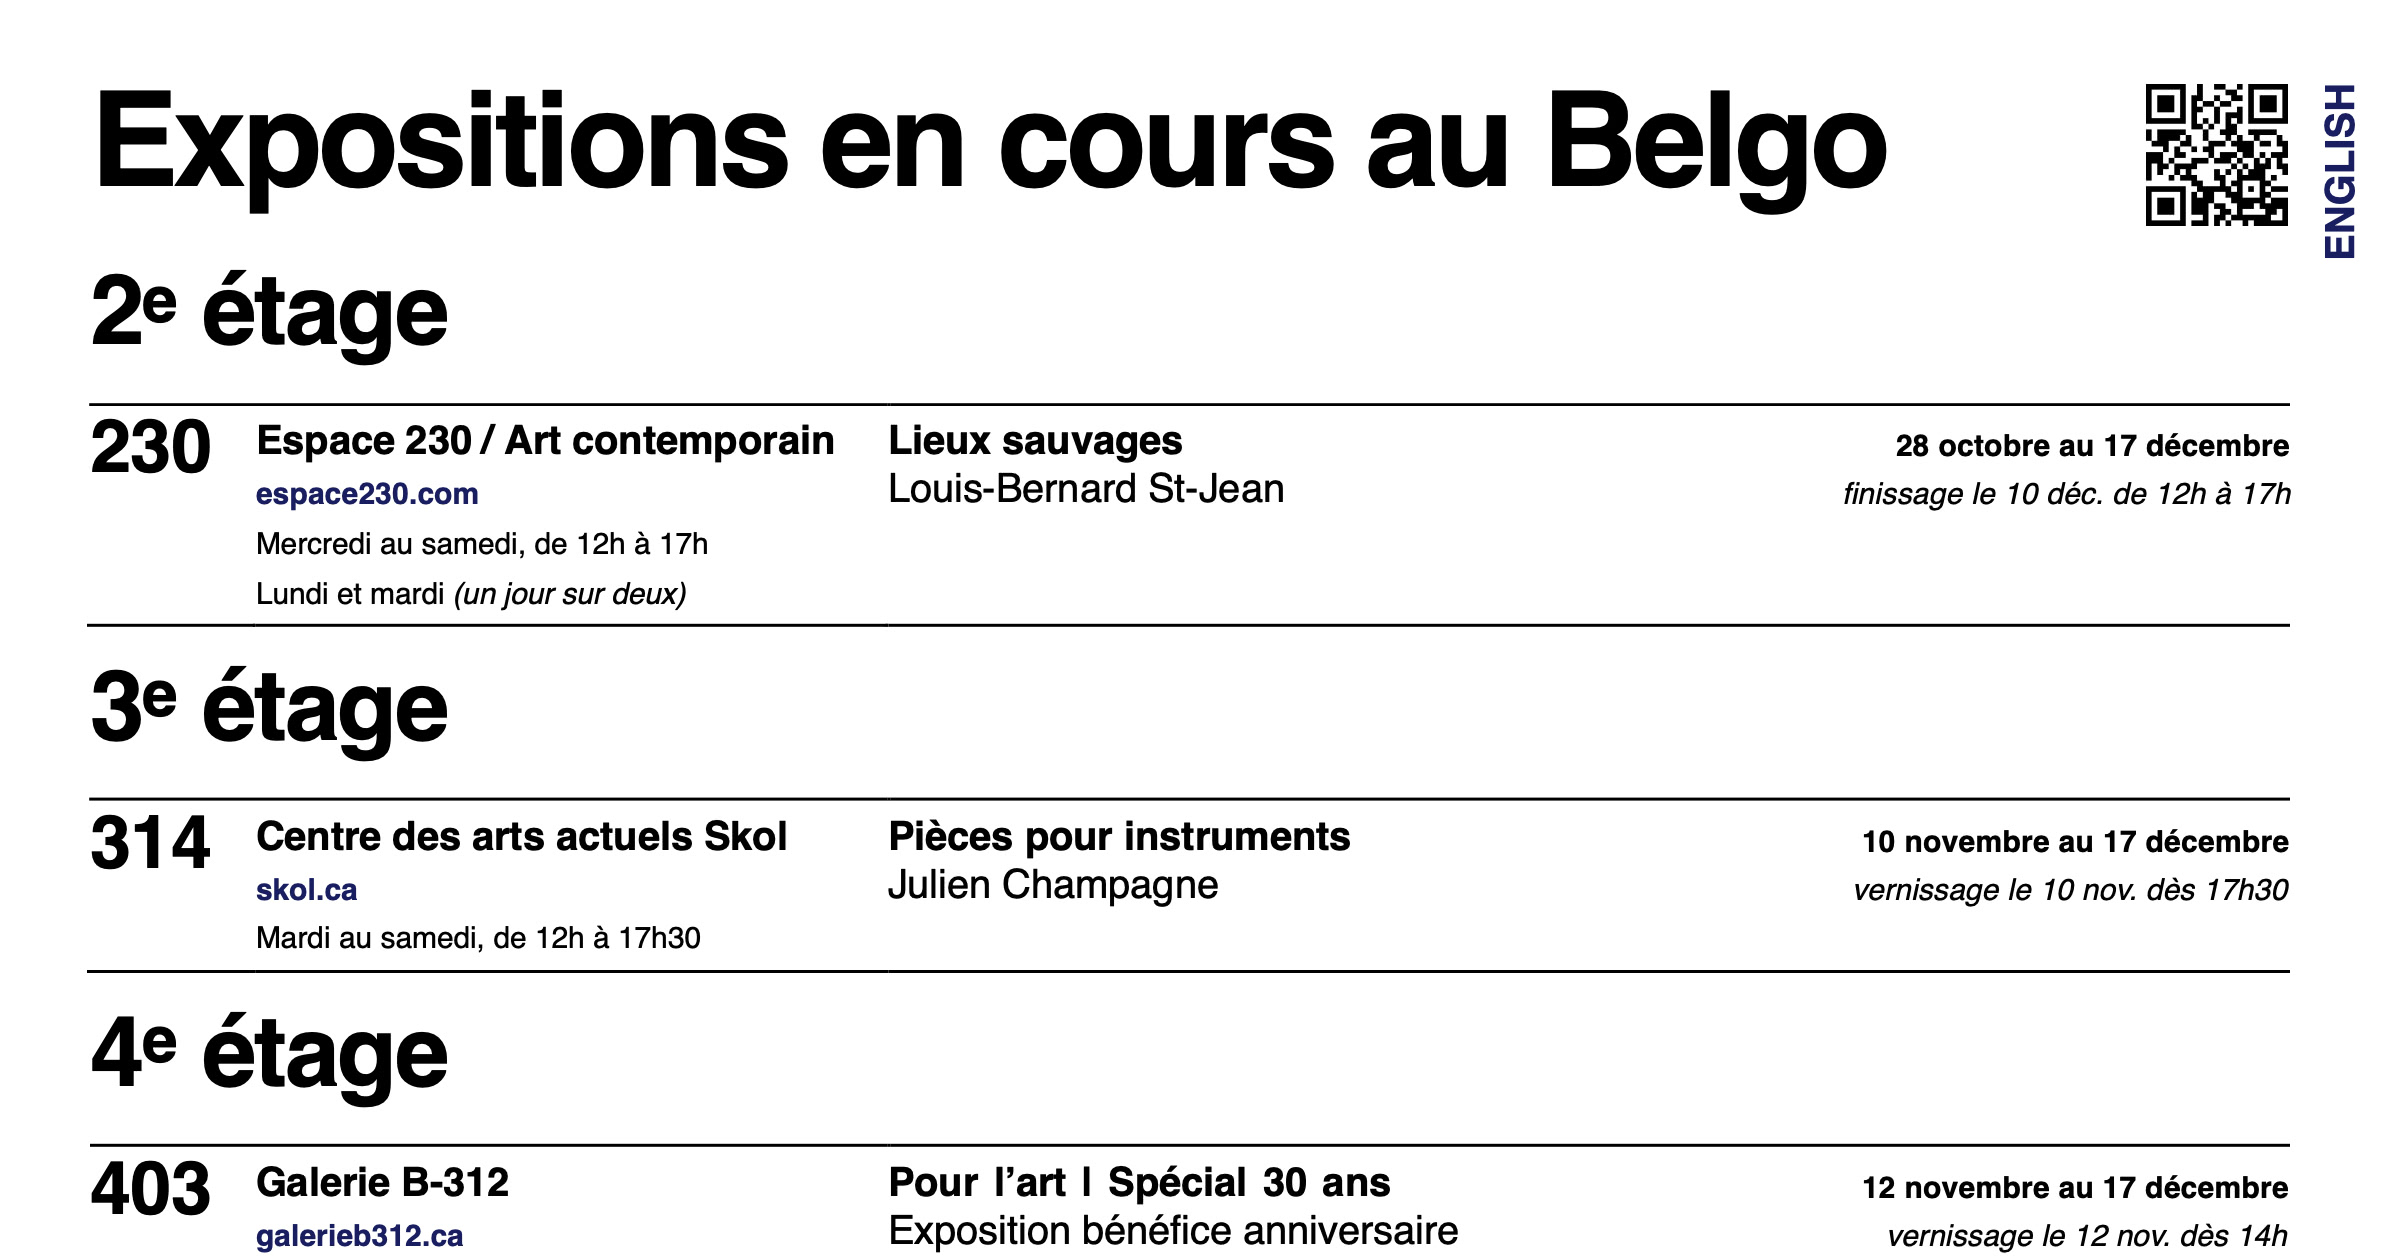 Expositions en cours au Belgo
ENGLISH
2e étage
230
Espace 230 / Art contemporain
espace230.com
Mercredi au samedi, de 12h à 17h
Lundi et mardi (un jour sur deux)
Lieux sauvages
Louis-Bernard St-Jean
28 octobre au 17 décembre
finissage le 10 déc. de 12h à 17h
3e étage
314
Centre des arts actuels Skol
skol.ca
Mardi au samedi, de 12h à 17h30
Pièces pour instruments
Julien Champagne
10 novembre au 17 décembre
vernissage le 10 nov. dès 17h30
4e étage
403
Galerie B-312
galerieb312.ca
Pour l’art | Spécial 30 ans
Exposition bénéfice anniversaire
12 novembre au 17 décembre
vernissage le 12 nov. dès 14h